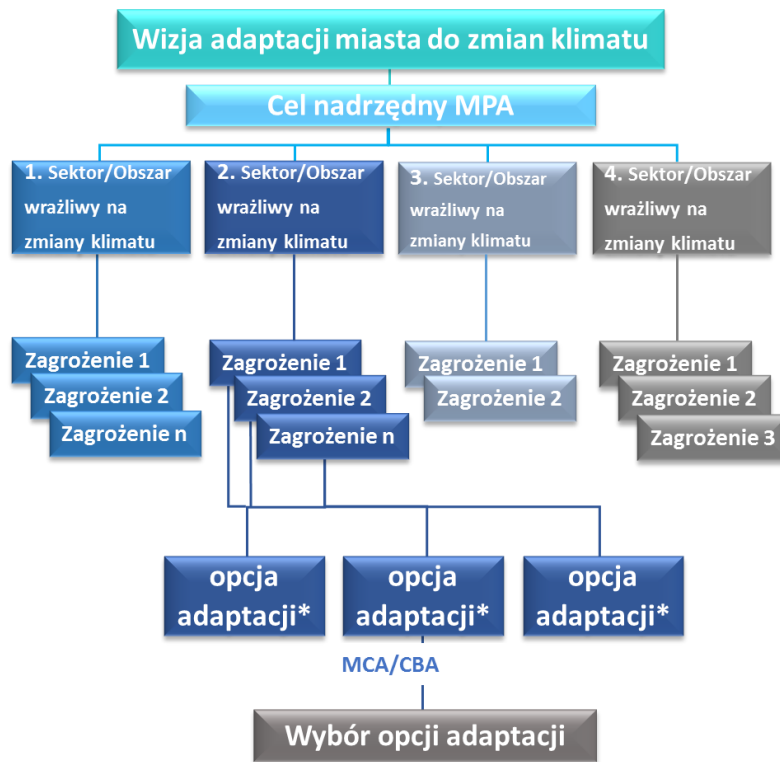 Wizja adaptacji miasta do zmian klimatu
Cel nadrzędny MPA
1. Sektor/Obszar
wrażliwy na
zmiany klimatu
2. Sektor/Obszar
wrażliwy na
zmiany klimatu
3. Sektor/Obszar
wrażliwy na
zmiany klimatu
4. Sektor/Obszar
wrażliwy na
zmiany klimatu
Zagrożenie 1
Zagrożenie 2
Zagrożenie n
Zagrożenie 1
Zagrożenie 2
Zagrożenie n
Zagrożenie 1
Zagrożenie 2
Zagrożenie 1
Zagrożenie 2
Zagrożenie 3
opcja
adaptacji*
opcja
adaptacji*
opcja
adaptacji*
MCA/CBA
Wybór opcji adaptacji